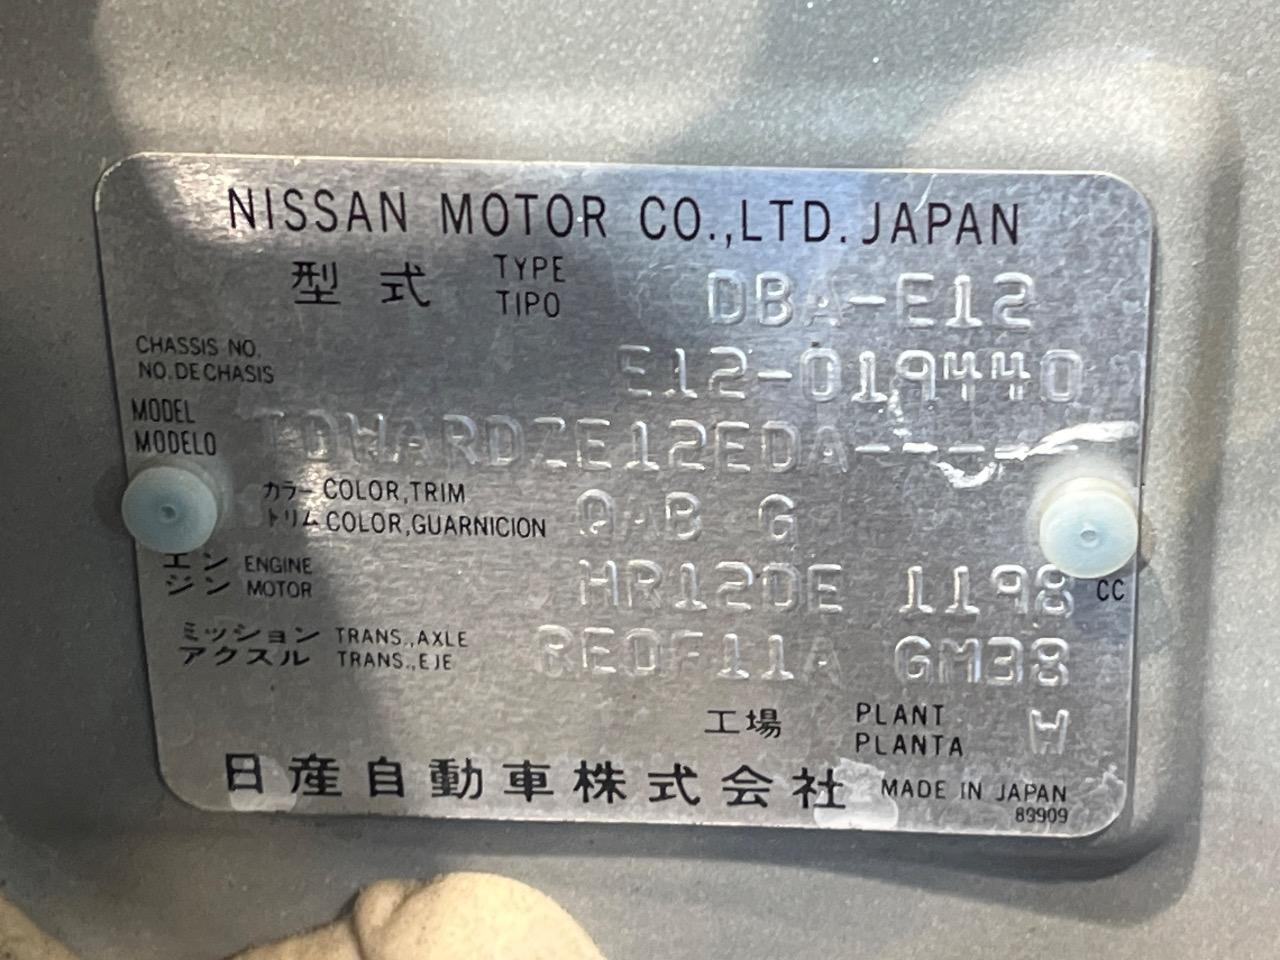 NISSAN MOTOR CO.,LTD. JAPAN
型式 TYPE TIPO DBA-E12
CHASSIS NO. NO.DE CHASIS E12-019440
MODEL MODELO TDWARDZE12EDA-----
カラー COLOR,TRIM
トリム COLOR,GUARNICION QAB G
エン ENGINE
ジン MOTOR HR12DE 1198 CC
ミッション TRANS.,AXLE
アクスル TRANS.,EJE RE0F11A GM38
工場 PLANT PLANTA W
日産自動車株式会社 MADE IN JAPAN
89909